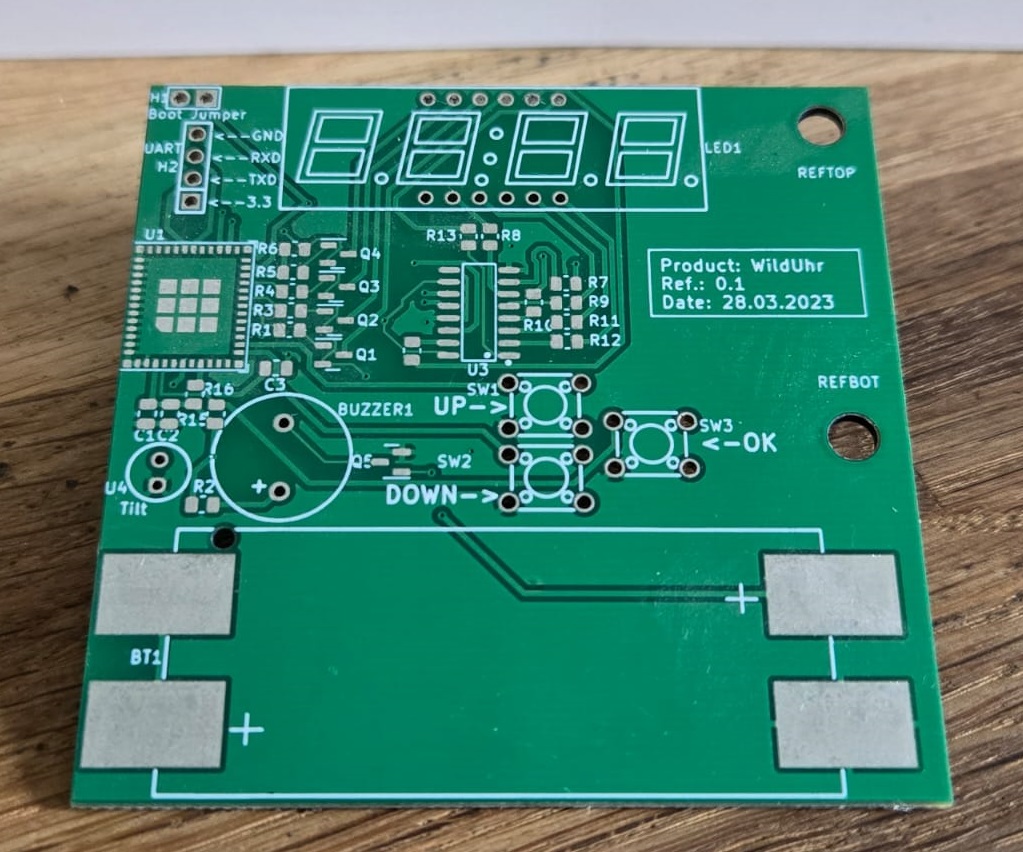 H1
Boot Jumper
<--GND
UART
<--RXD
H2
<--TXD
<--3.3
LED1
REFTOP
U1
R6
R5
R4
R3
R1
Q4
Q3
Q2
Q1
R13
R8
R7
R9
R10
R11
R12
U3
Product: WildUhr
Ref.: 0.1
Date: 28.03.2023
REFBOT
C3
R16
R15
C1
C2
BUZZER1
SW1
UP->
SW3
<-OK
Q5
SW2
DOWN->
U4
Tilt
R2
+
+
BT1
+